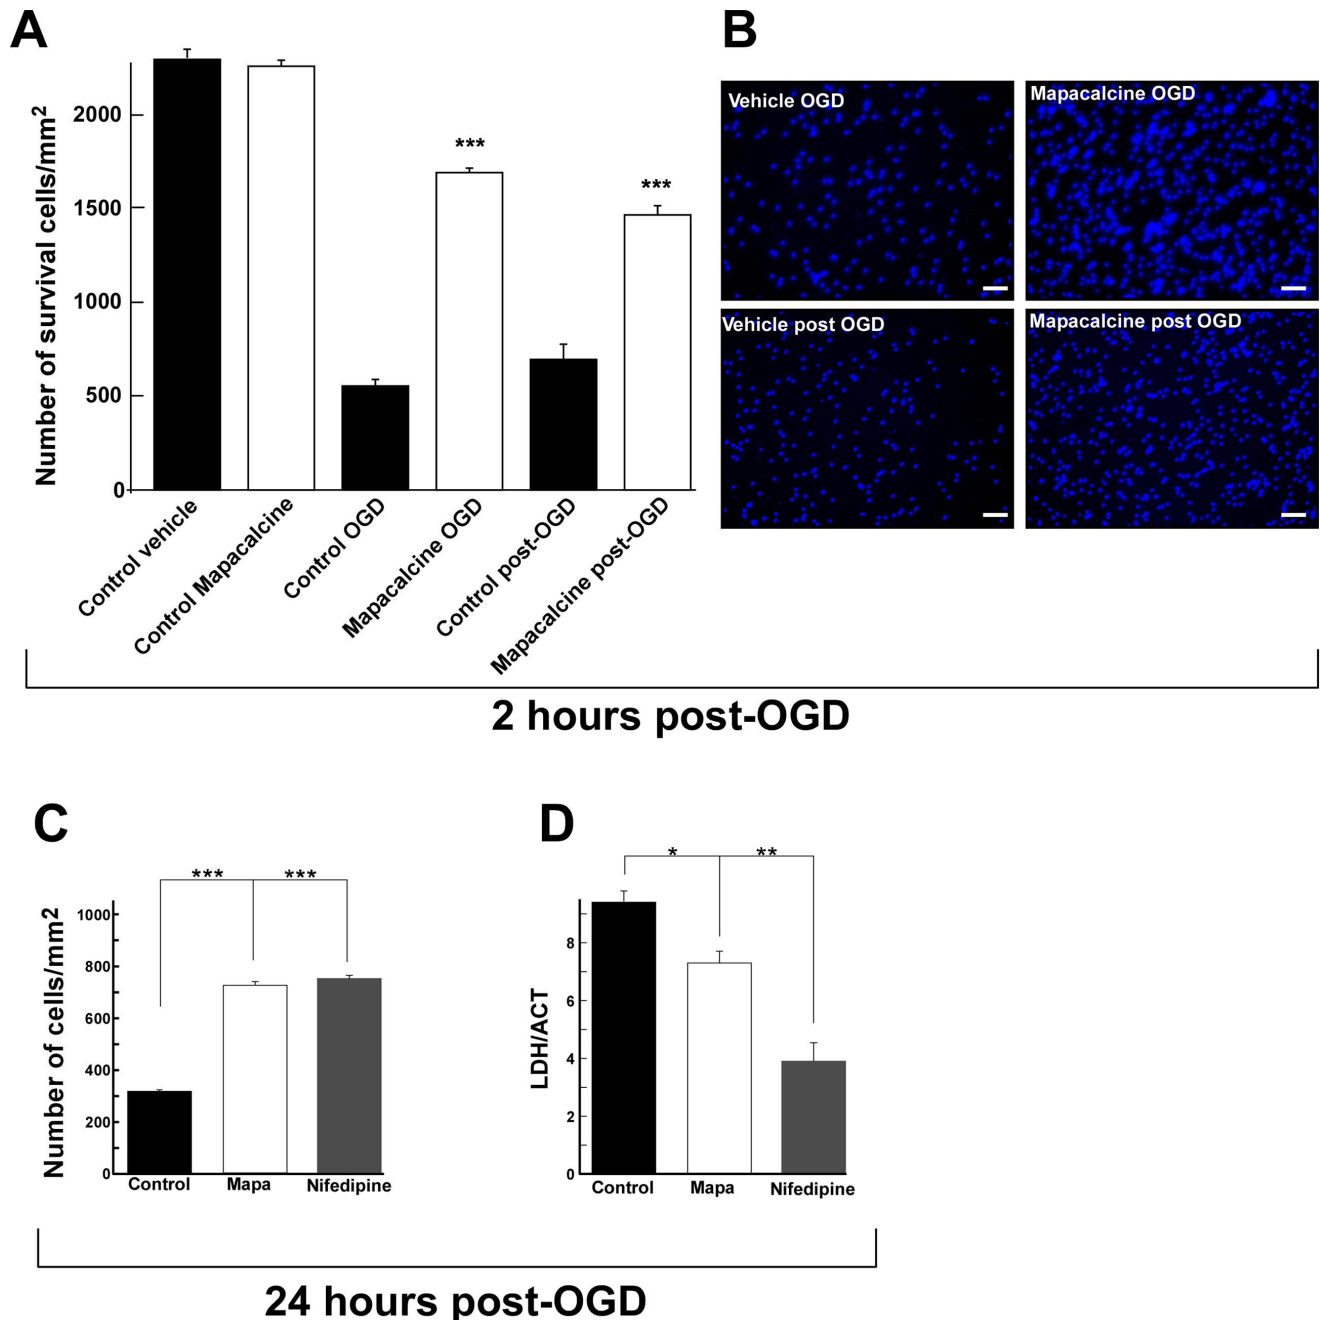 A
Number of survival cells/mm2
2000
1500
1000
500
0
***
***
Control vehicle
Control Mapacalcine
Control OGD
Mapacalcine OGD
Control post-OGD
Mapacalcine post-OGD
B
Vehicle OGD
Mapacalcine OGD
Vehicle post OGD
Mapacalcine post OGD
2 hours post-OGD
C
Number of cells/mm2
1000
800
600
400
200
0
***
***
Control
Mapa
Nifedipine
D
LDH/ACT
8
6
4
2
0
*
**
Control
Mapa
Nifedipine
24 hours post-OGD